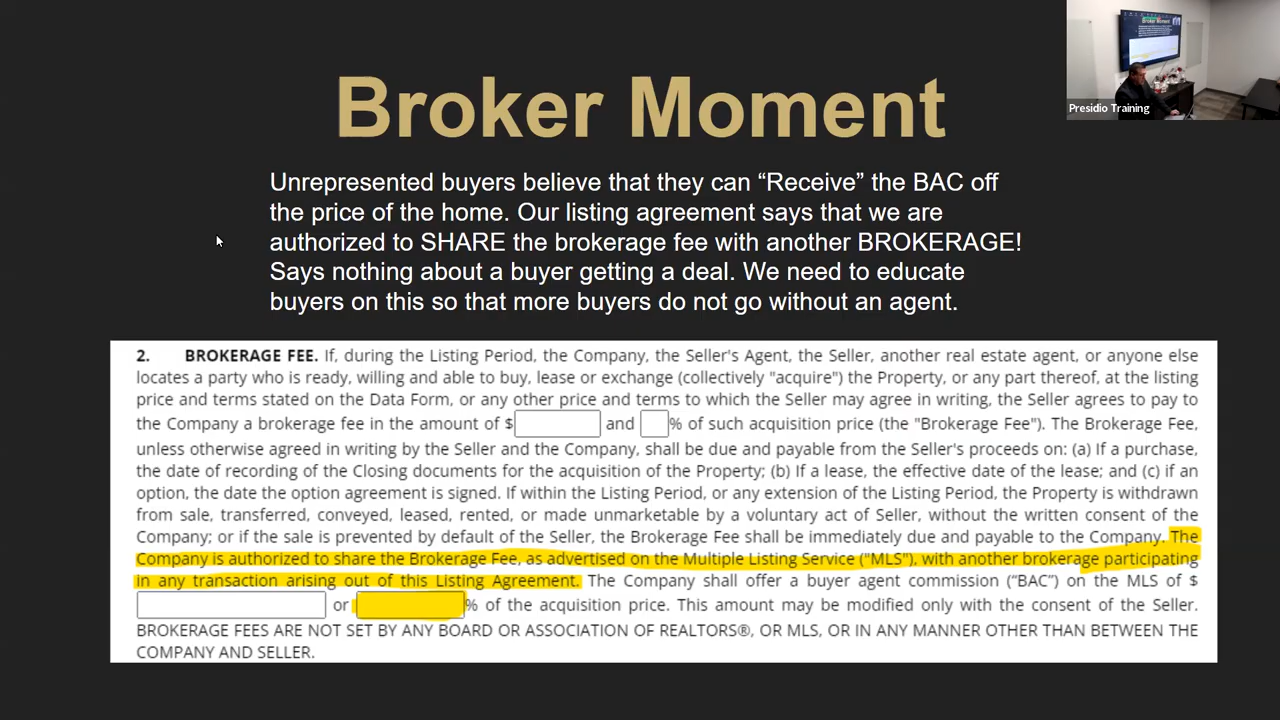 Broker Moment
Presidio Training
Broker Moment
Unrepresented buyers believe that they can “Receive” the BAC off
the price of the home. Our listing agreement says that we are
authorized to SHARE the brokerage fee with another BROKERAGE!
Says nothing about a buyer getting a deal. We need to educate
buyers on this so that more buyers do not go without an agent.
2. BROKERAGE FEE. If, during the Listing Period, the Company, the Seller's Agent, the Seller, another real estate agent, or anyone else
locates a party who is ready, willing and able to buy, lease or exchange (collectively "acquire") the Property, or any part thereof, at the listing
price and terms stated on the Data Form, or any other price and terms to which the Seller may agree in writing, the Seller agrees to pay to
the Company a brokerage fee in the amount of $ and % of such acquisition price (the "Brokerage Fee"). The Brokerage Fee,
unless otherwise agreed in writing by the Seller and the Company, shall be due and payable from the Seller's proceeds on: (a) If a purchase,
the date of recording of the Closing documents for the acquisition of the Property; (b) If a lease, the effective date of the lease; and (c) if an
option, the date the option agreement is signed. If within the Listing Period, or any extension of the Listing Period, the Property is withdrawn
from sale, transferred, conveyed, leased, rented, or made unmarketable by a voluntary act of Seller, without the written consent of the
Company; or if the sale is prevented by default of the Seller, the Brokerage Fee shall be immediately due and payable to the Company. The
Company is authorized to share the Brokerage Fee, as advertised on the Multiple Listing Service ("MLS"), with another brokerage participating
in any transaction arising out of this Listing Agreement. The Company shall offer a buyer agent commission ("BAC") on the MLS of $
or % of the acquisition price. This amount may be modified only with the consent of the Seller.
BROKERAGE FEES ARE NOT SET BY ANY BOARD OR ASSOCIATION OF REALTORS®, OR MLS, OR IN ANY MANNER OTHER THAN BETWEEN THE
COMPANY AND SELLER.